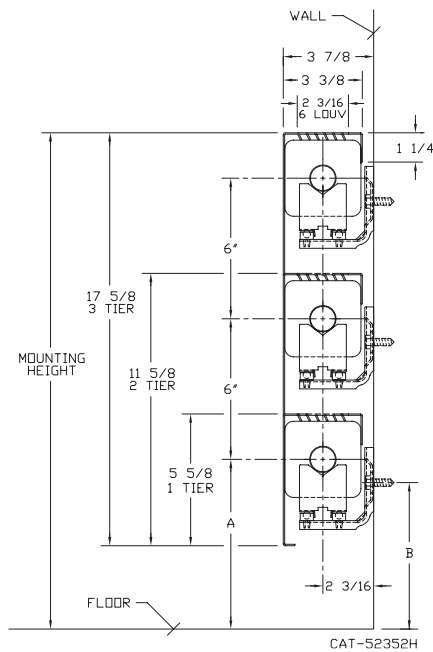 WALL
3 7/8
3 3/8
2 3/16
6 LOUV
1 1/4
6"
17 5/8
3 TIER
MOUNTING
HEIGHT
11 5/8
2 TIER
6"
5 5/8
1 TIER
A
B
2 3/16
FLOOR
CAT-52352H